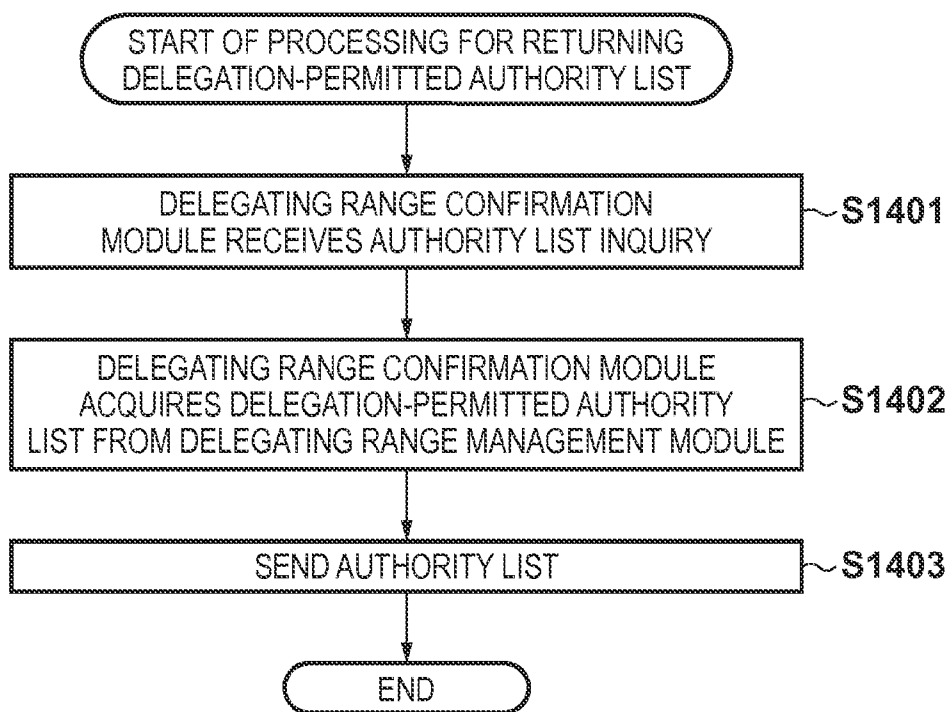 START OF PROCESSING FOR RETURNING
DELEGATION-PERMITTED AUTHORITY LIST
DELEGATING RANGE CONFIRMATION
MODULE RECEIVES AUTHORITY LIST INQUIRY
S1401
DELEGATING RANGE CONFIRMATION MODULE
ACQUIRES DELEGATION-PERMITTED AUTHORITY
LIST FROM DELEGATING RANGE MANAGEMENT MODULE
S1402
SEND AUTHORITY LIST
S1403
END